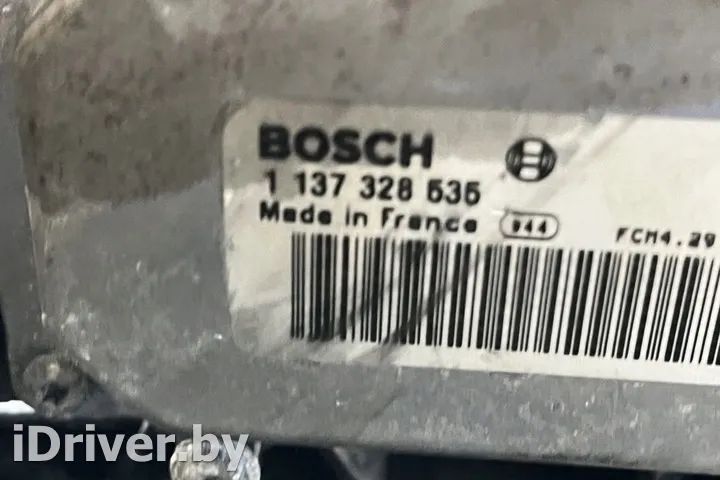 BOSCH
1 137 328 535
Made in France 944 FCM4.29
iDriver.by